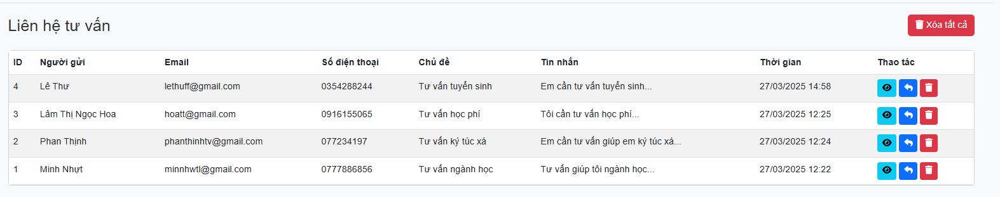 Liên hệ tư vấn
Xóa tất cả
ID Người gửi Email Số điện thoại Chủ đề Tin nhắn Thời gian Thao tác
4 Lê Thư lethuff@gmail.com 0354288244 Tư vấn tuyển sinh Em cần tư vấn tuyển sinh... 27/03/2025 14:58
3 Lâm Thị Ngọc Hoa hoatt@gmail.com 0916155065 Tư vấn học phí Tôi cần tư vấn học phí... 27/03/2025 12:25
2 Phan Thịnh phanthinhtv@gmail.com 077234197 Tư vấn ký túc xá Em cần tư vấn giúp em ký túc xá... 27/03/2025 12:24
1 Minh Nhựt minnhwtl@gmail.com 0777886856 Tư vấn ngành học Tư vấn giúp tôi ngành học... 27/03/2025 12:22